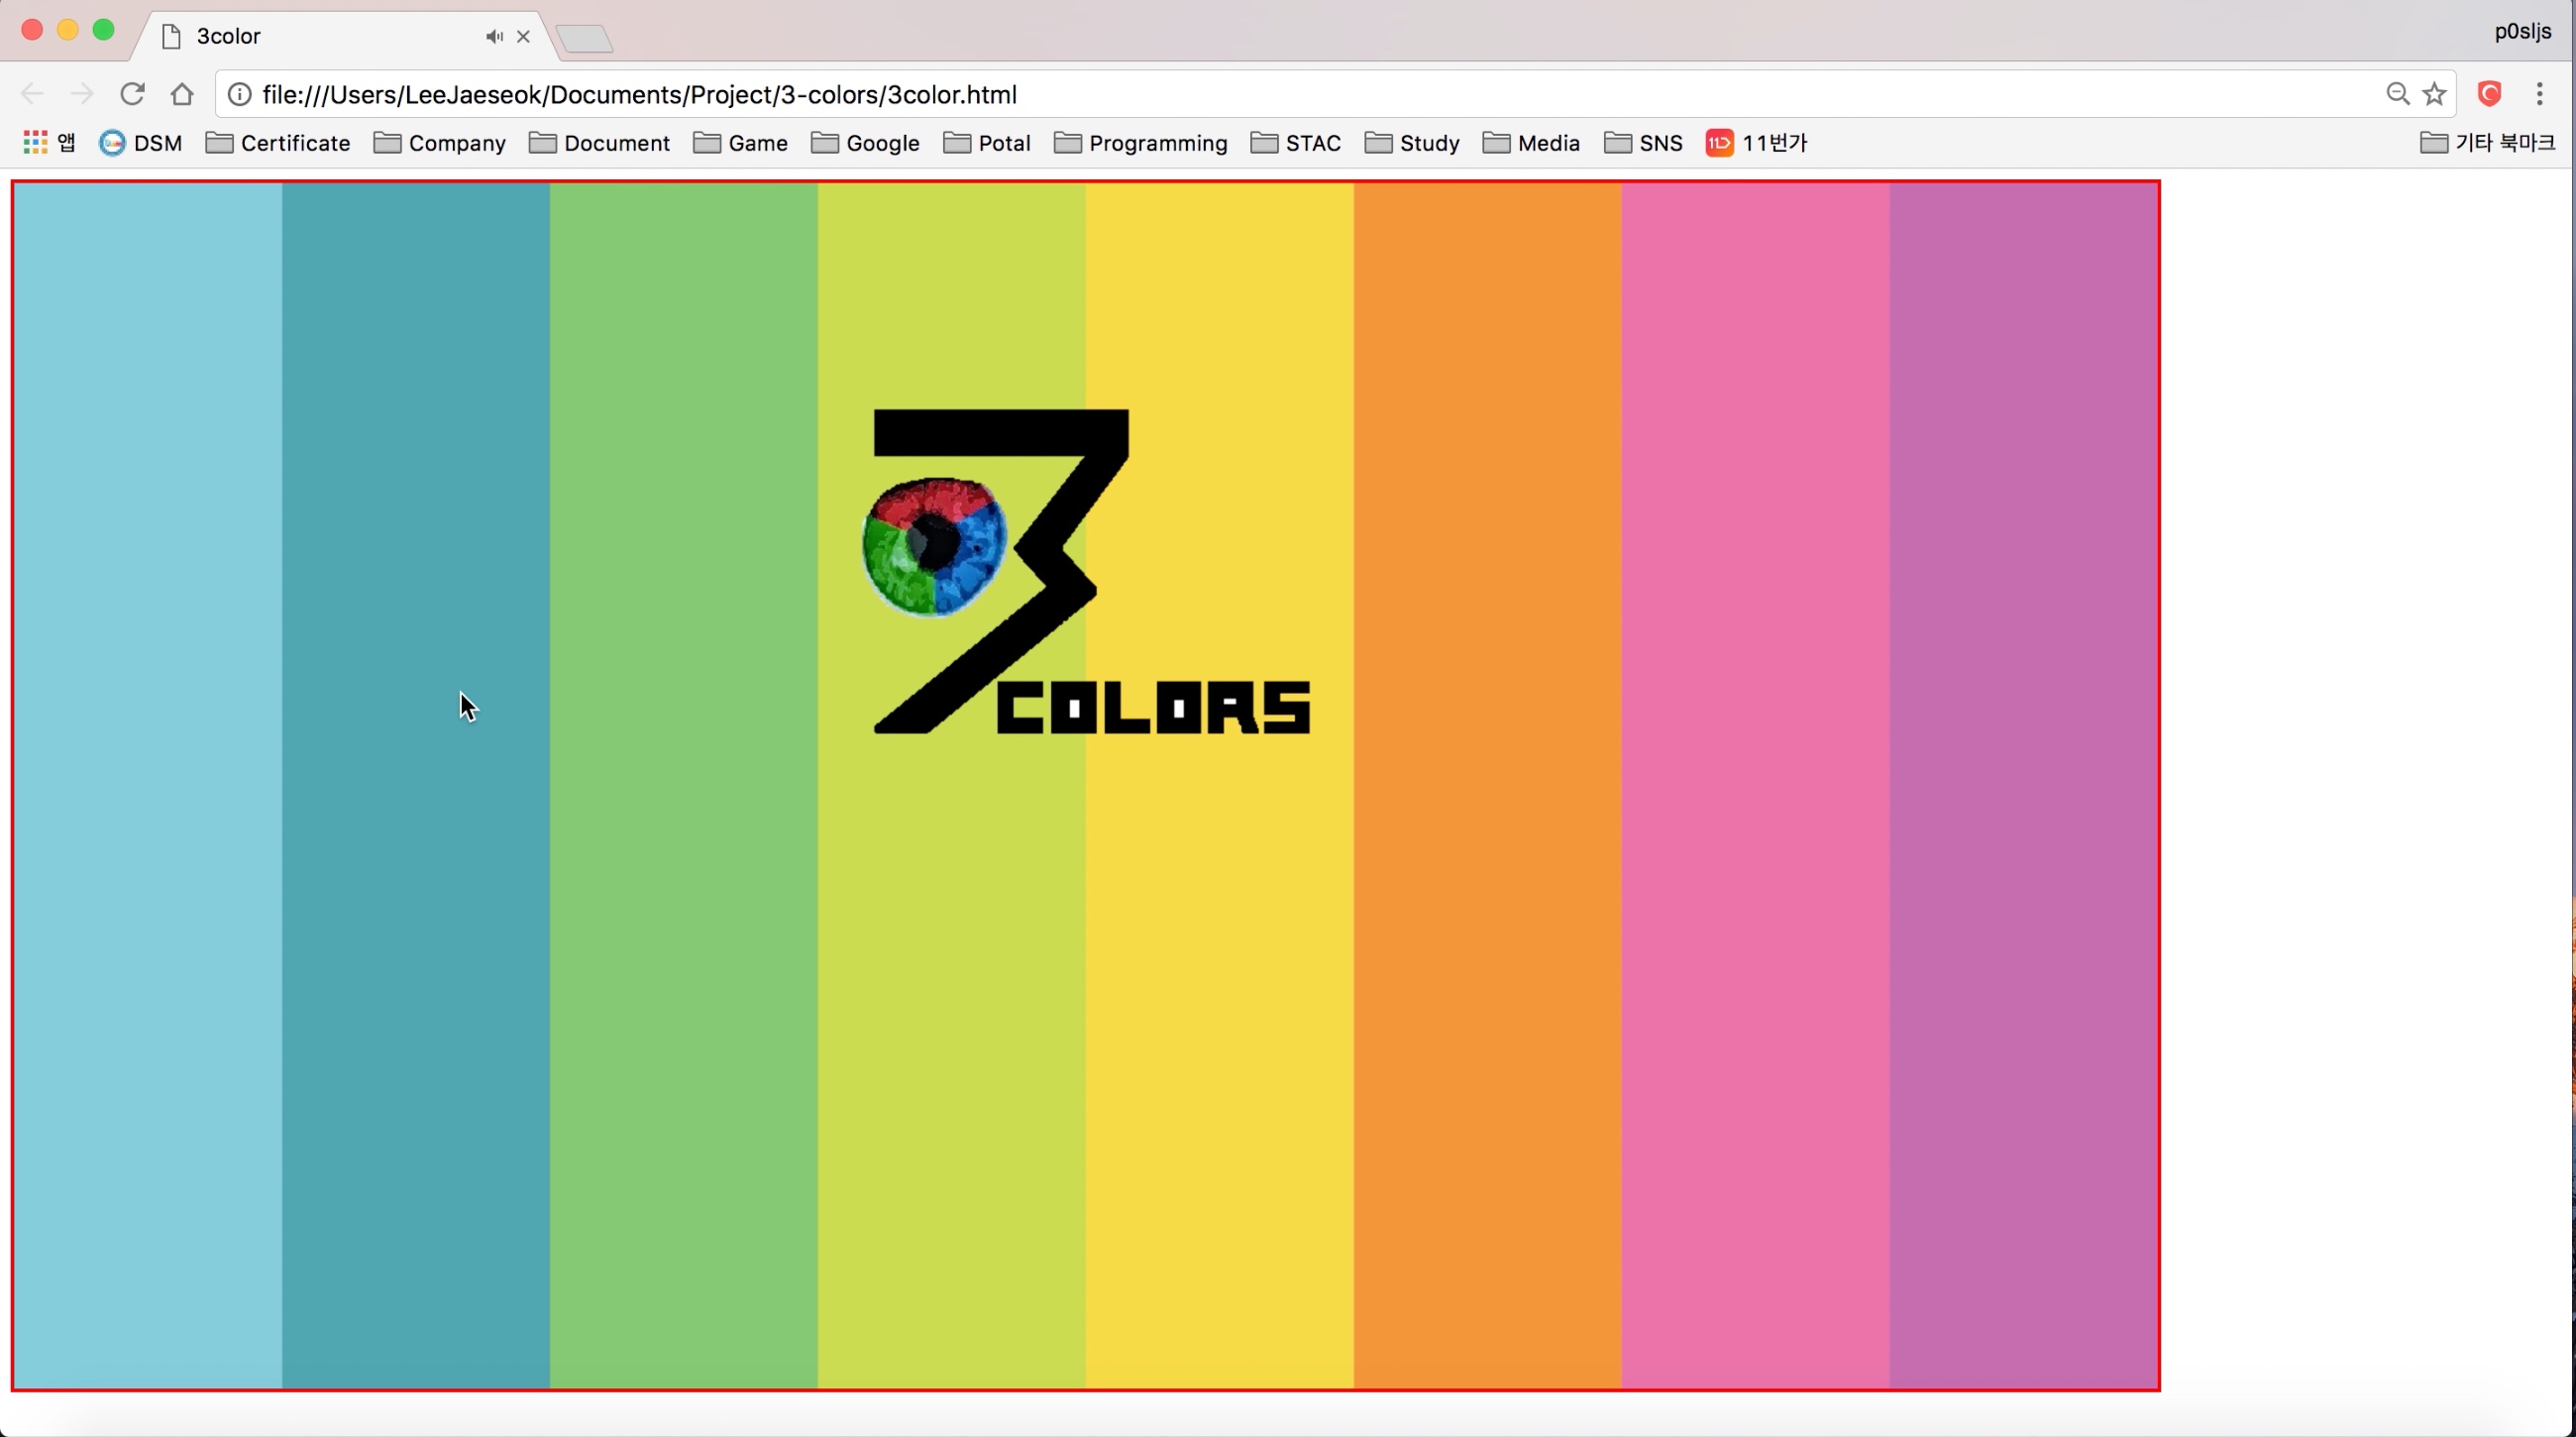 3color
p0sljs
file:///Users/LeeJaeseok/Documents/Project/3-colors/3color.html
앱 DSM Certificate Company Document Game Google Potal Programming STAC Study Media SNS 11번가 기타 북마크
3
COLORS